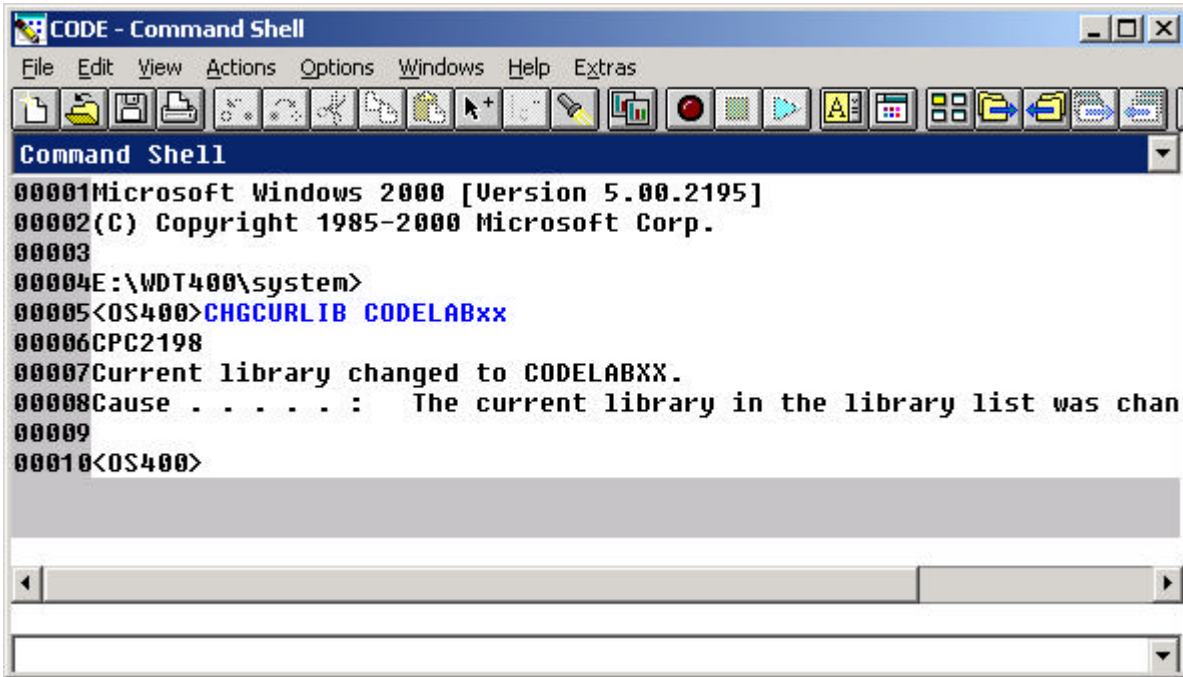 CODE - Command Shell
File Edit View Actions Options Windows Help Extras
Command Shell
00001Microsoft Windows 2000 [Version 5.00.2195]
00002(C) Copyright 1985-2000 Microsoft Corp.
00003
00004E:\WDT400\system>
00005<OS400>CHGCURLIB CODELABxx
00006CPC2198
00007Current library changed to CODELABXX.
00008Cause . . . . . :   The current library in the library list was chan
00009
00010<OS400>